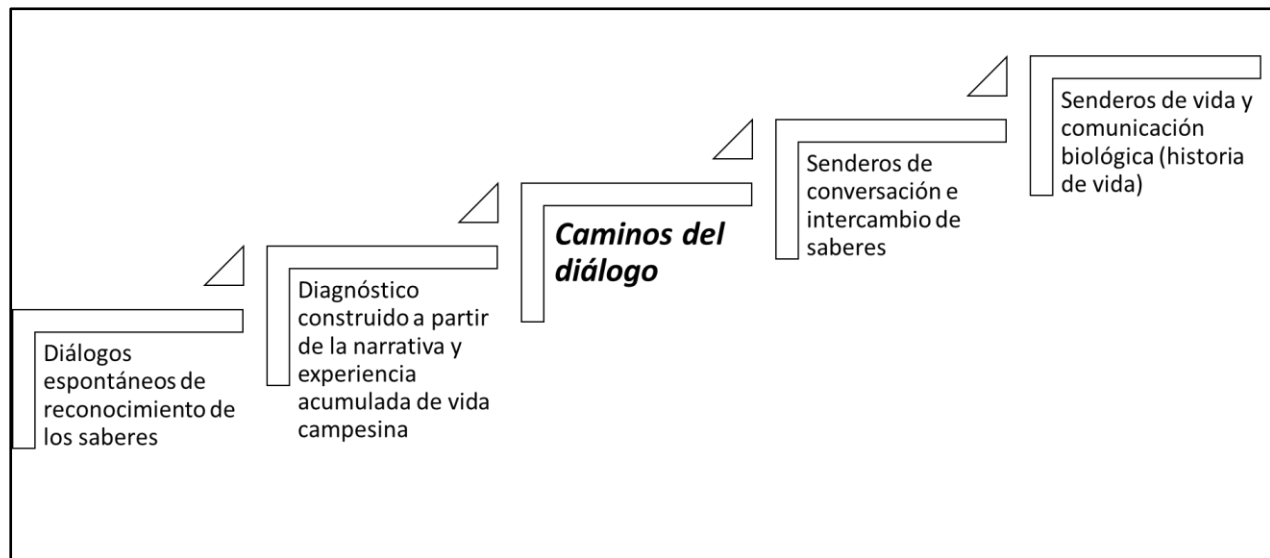 Diálogos
espontáneos de
reconocimiento de
los saberes
Diagnóstico
construido a partir
de la narrativa y
experiencia
acumulada de vida
campesina
Caminos del
diálogo
Senderos de
conversación e
intercambio de
saberes
Senderos de vida y
comunicación
biológica (historia
de vida)